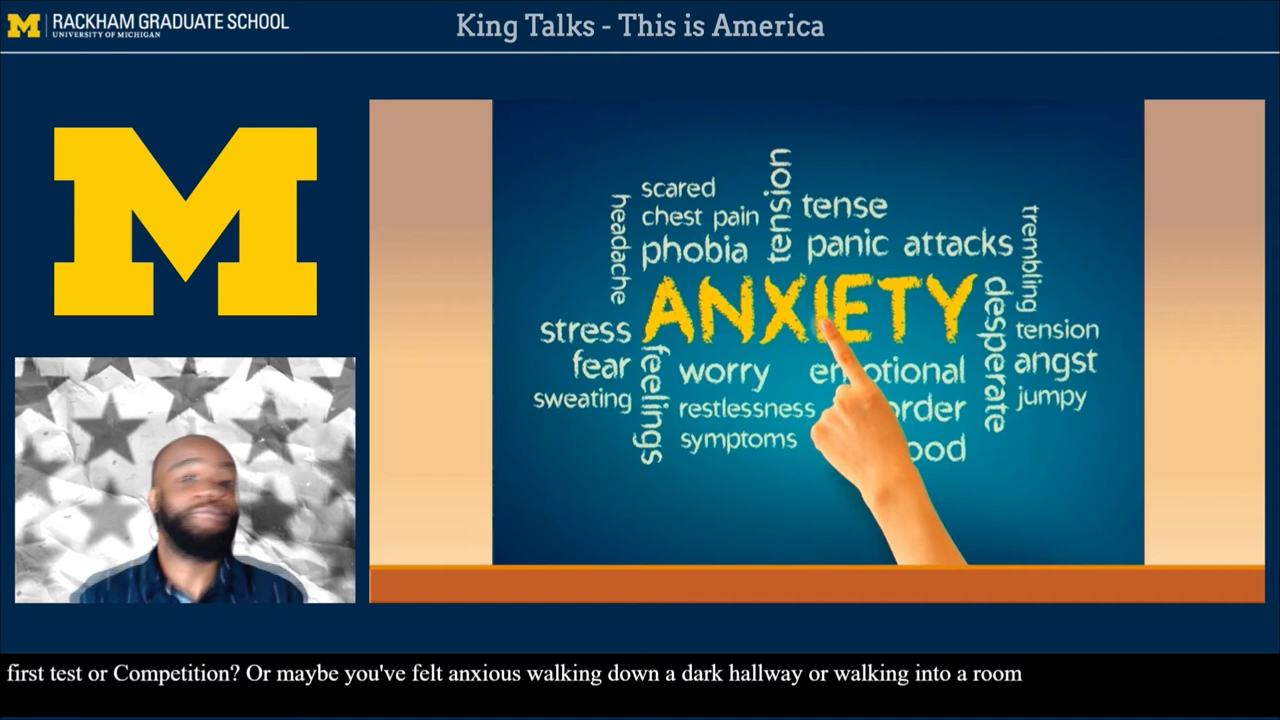 M RACKHAM GRADUATE SCHOOL
UNIVERSITY OF MICHIGAN
King Talks - This is America
M
tension
scared
tense
headache
chest pain
trembling
phobia
panic attacks
ANXIETY
desperate
stress
tension
feelings
fear
worry
angst
sweating
restlessness
jumpy
symptoms
first test or Competition? Or maybe you've felt anxious walking down a dark hallway or walking into a room